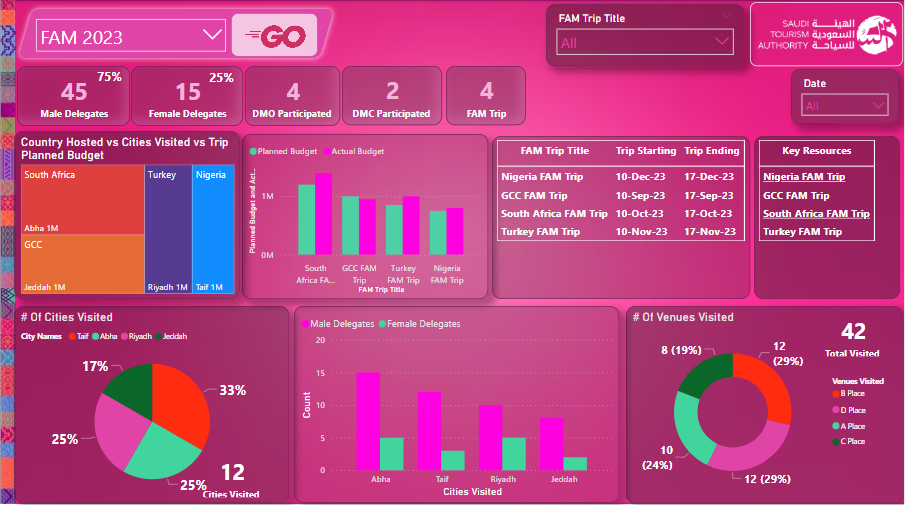 FAM 2023
GO
FAM Trip Title
All
الهيئة السعودية للسياحة
SAUDI TOURISM AUTHORITY
Date
All
45
75%
Male Delegates
15
25%
Female Delegates
4
DMO Participated
2
DMC Participated
4
FAM Trip
Country Hosted vs Cities Visited vs Trip
Planned Budget
South Africa
Abha 1M
GCC
Jeddah 1M
Turkey
Riyadh 1M
Nigeria
Taif 1M
Planned Budget Actual Budget
Planned Budget and Act...
1M
0M
South Africa FA...
GCC FAM Trip
Turkey FAM Trip
Nigeria FAM Trip
FAM Trip Title
FAM Trip Title Trip Starting Trip Ending
Nigeria FAM Trip 10-Dec-23 17-Dec-23
GCC FAM Trip 10-Sep-23 17-Sep-23
South Africa FAM Trip 10-Oct-23 17-Oct-23
Turkey FAM Trip 10-Nov-23 17-Nov-23
Key Resources
Nigeria FAM Trip
GCC FAM Trip
South Africa FAM Trip
Turkey FAM Trip
# Of Cities Visited
City Names Taif Abha Riyadh Jeddah
17%
33%
25%
25%
12
Cities Visited
Male Delegates Female Delegates
Count
20
15
10
5
0
Abha Taif Riyadh Jeddah
Cities Visited
# Of Venues Visited
42
Total Visited
8 (19%)
12 (29%)
10 (24%)
12 (29%)
Venues Visited
B Place
D Place
A Place
C Place